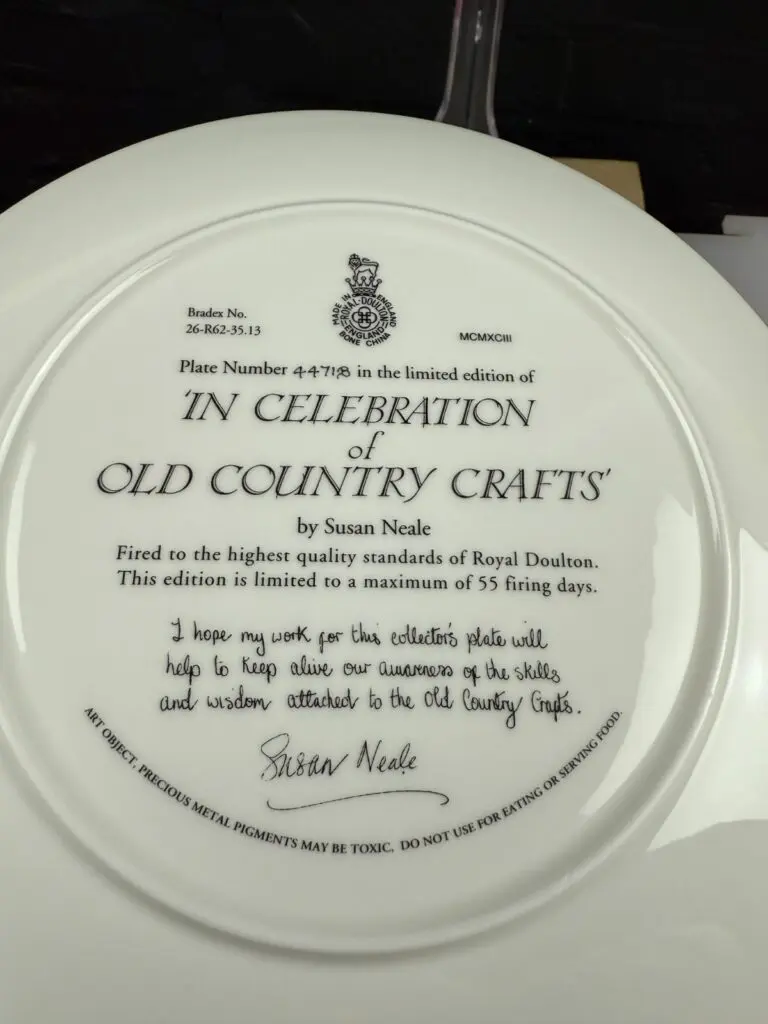 MADE IN ENGLAND
ROYAL·DOULTON
ENGLAND
BONE CHINA
Bradex No.
26-R62-35.13
MCMXCIII
Plate Number 44718 in the limited edition of
'IN CELEBRATION
of
OLD COUNTRY CRAFTS'
by Susan Neale
Fired to the highest quality standards of Royal Doulton.
This edition is limited to a maximum of 55 firing days.
I hope my work for this collector's plate will
help to keep alive our awareness of the skills
and wisdom attached to the Old Country Crafts.
Susan Neale
ART OBJECT, PRECIOUS METAL PIGMENTS MAY BE TOXIC. DO NOT USE FOR EATING OR SERVING FOOD.